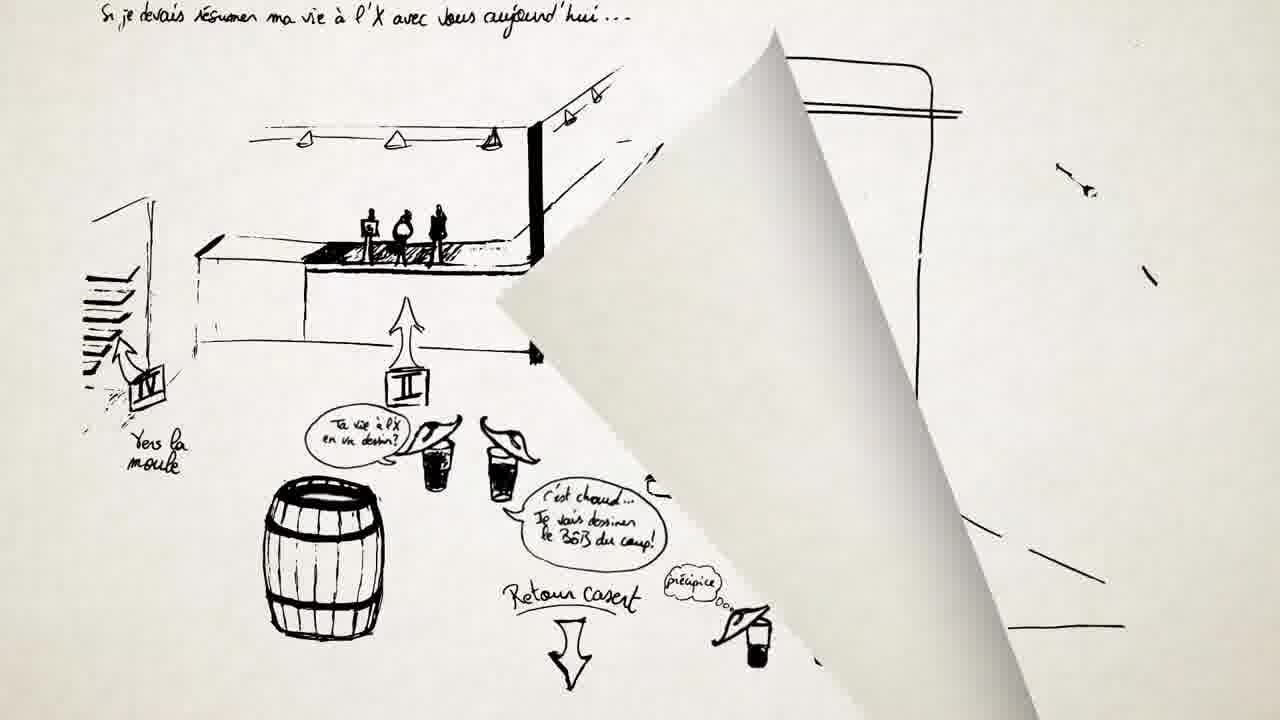 Si je devais résumer ma vie à l'X avec vous aujourd'hui...
IV
Vers la
moule
II
Ta vie à l'X
en un dessin?
C'est chaud...
Je vais dessiner
le BôB du coup!
Retour Casert
précipice